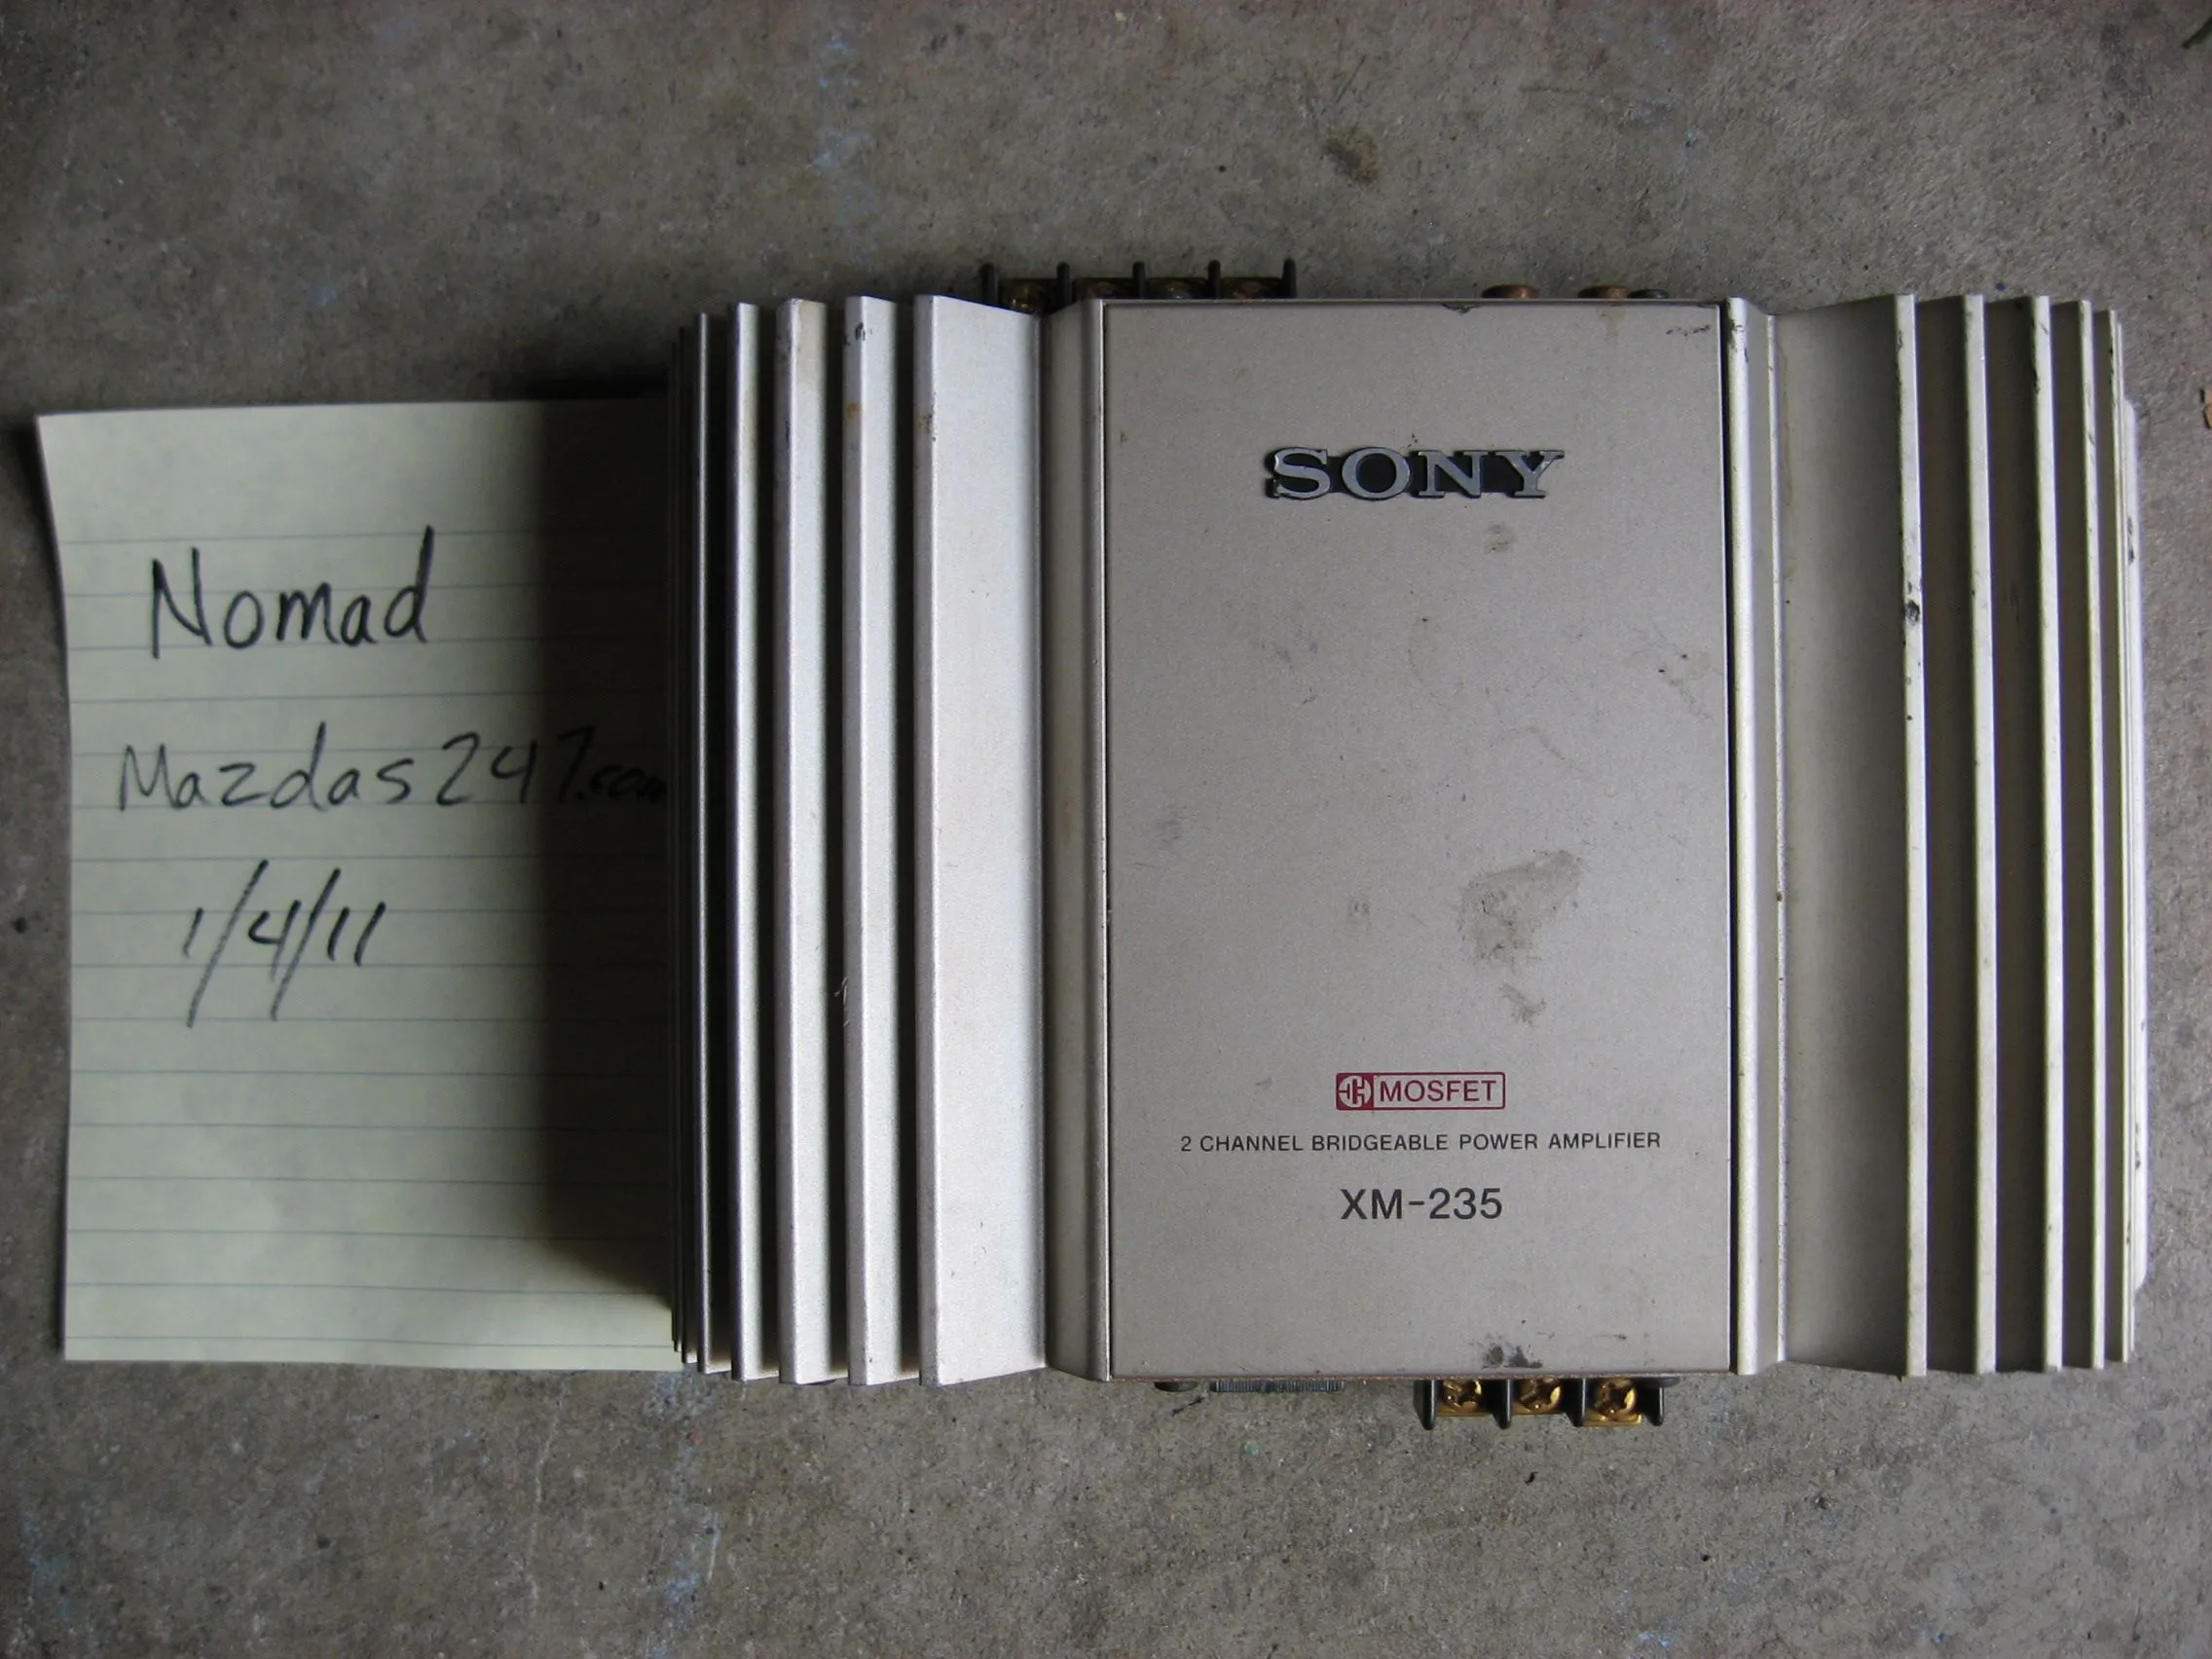 Nomad
Mazdas247.com
1/4/11
SONY
MOSFET
2 CHANNEL BRIDGEABLE POWER AMPLIFIER
XM-235